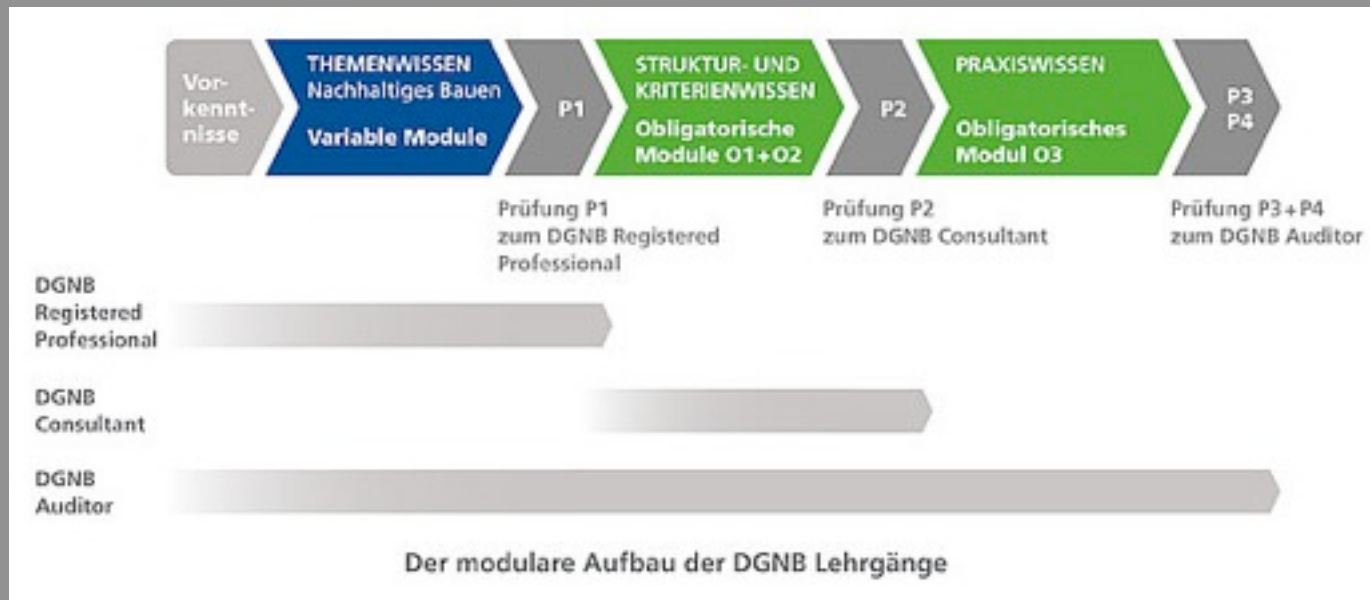 Vor-
kennt-
nisse
THEMENWISSEN
Nachhaltiges Bauen
Variable Module
P1
STRUKTUR- UND
KRITERIENWISSEN
Obligatorische
Module O1+O2
P2
PRAXISWISSEN
Obligatorisches
Modul O3
P3
P4
Prüfung P1
zum DGNB Registered
Professional
Prüfung P2
zum DGNB Consultant
Prüfung P3+P4
zum DGNB Auditor
DGNB
Registered
Professional
DGNB
Consultant
DGNB
Auditor
Der modulare Aufbau der DGNB Lehrgänge